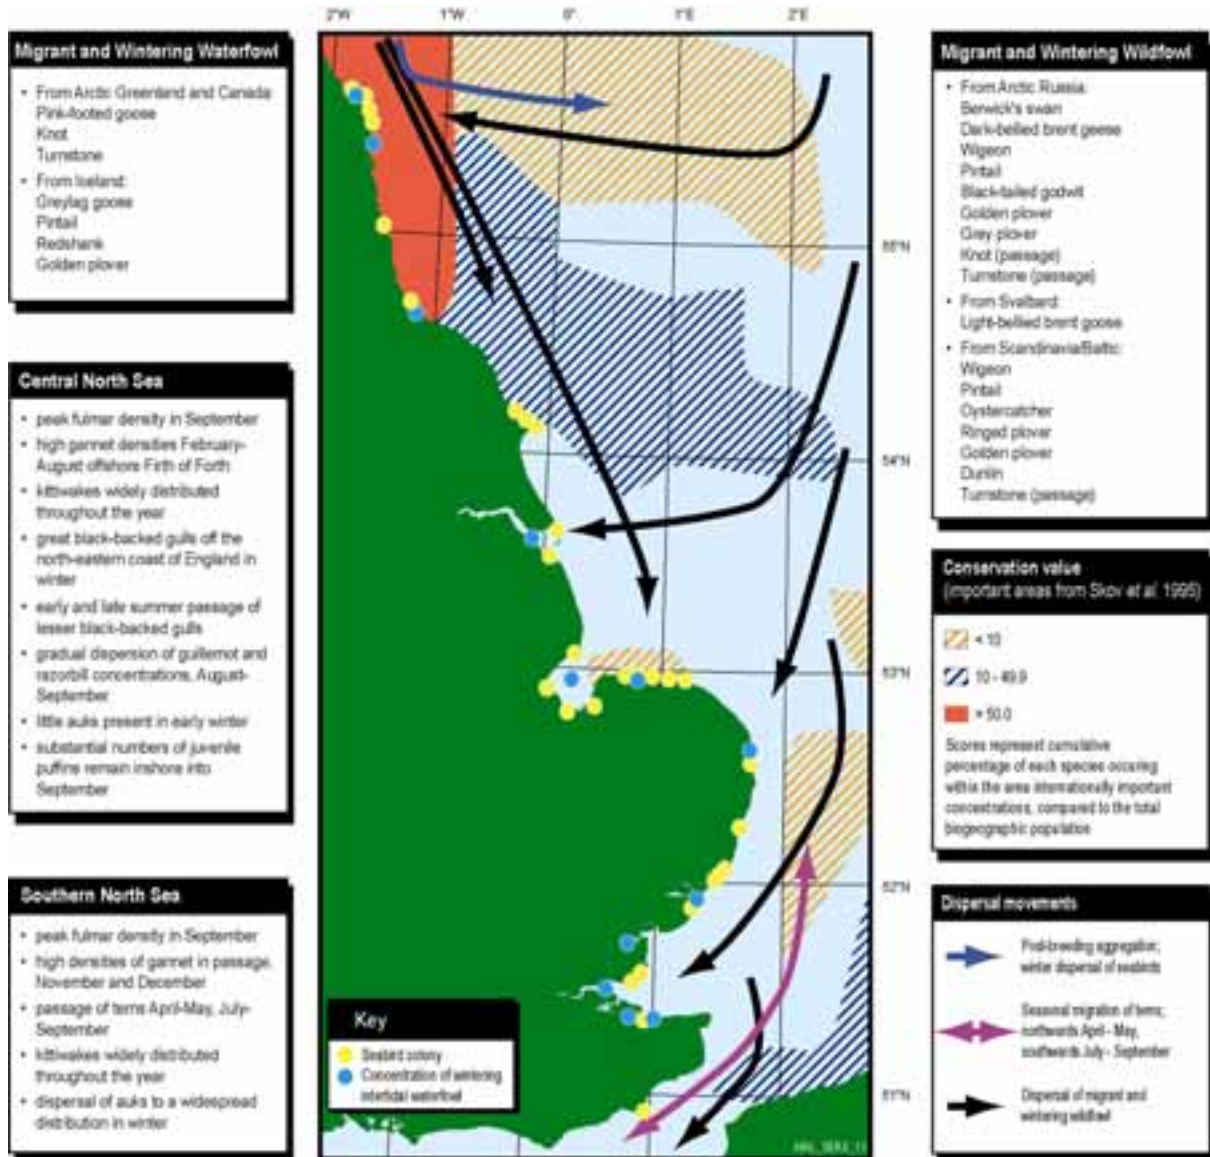 2°W 1°W 0° 1°E 2°E
Migrant and Wintering Waterfowl
• From Arctic Greenland and Canada:
Pink-footed goose
Knot
Turnstone
• From Iceland:
Greylag goose
Pintail
Redshank
Golden plover
Central North Sea
• peak fulmar density in September
• high gannet densities February-
August offshore Firth of Forth
• kittiwakes widely distributed
throughout the year
• great black-backed gulls off the
north-eastern coast of England in
winter
• early and late summer passage of
lesser black-backed gulls
• gradual dispersion of guillemot and
razorbill concentrations, August-
September
• little auks present in early winter
• substantial numbers of juvenile
puffins remain inshore into
September
Southern North Sea
• peak fulmar density in September
• high densities of gannet in passage,
November and December
• passage of terns April-May, July-
September
• kittiwakes widely distributed
throughout the year
• dispersal of auks to a widespread
distribution in winter
55°N
54°N
53°N
52°N
51°N
Key
Seabird colony
Concentration of wintering
intertidal waterfowl
Migrant and Wintering Wildfowl
• From Arctic Russia:
Berwick's swan
Dark-bellied brent geese
Wigeon
Pintail
Black-tailed godwit
Golden plover
Grey plover
Knot (passage)
Turnstone (passage)
• From Svalbard:
Light-bellied brent goose
• From Scandinavia/Baltic:
Wigeon
Pintail
Oystercatcher
Ringed plover
Golden plover
Dunlin
Turnstone (passage)
Conservation value
(important areas from Skov et al. 1995)
< 10
10 - 49.9
> 50.0
Scores represent cumulative
percentage of each species occuring
within the area internationally important
concentrations, compared to the total
biogeographic population
Dispersal movements
Post-breeding aggregation;
winter dispersal of seabirds
Seasonal migration of terns;
northwards April - May,
southwards July - September
Dispersal of migrant and
wintering wildfowl